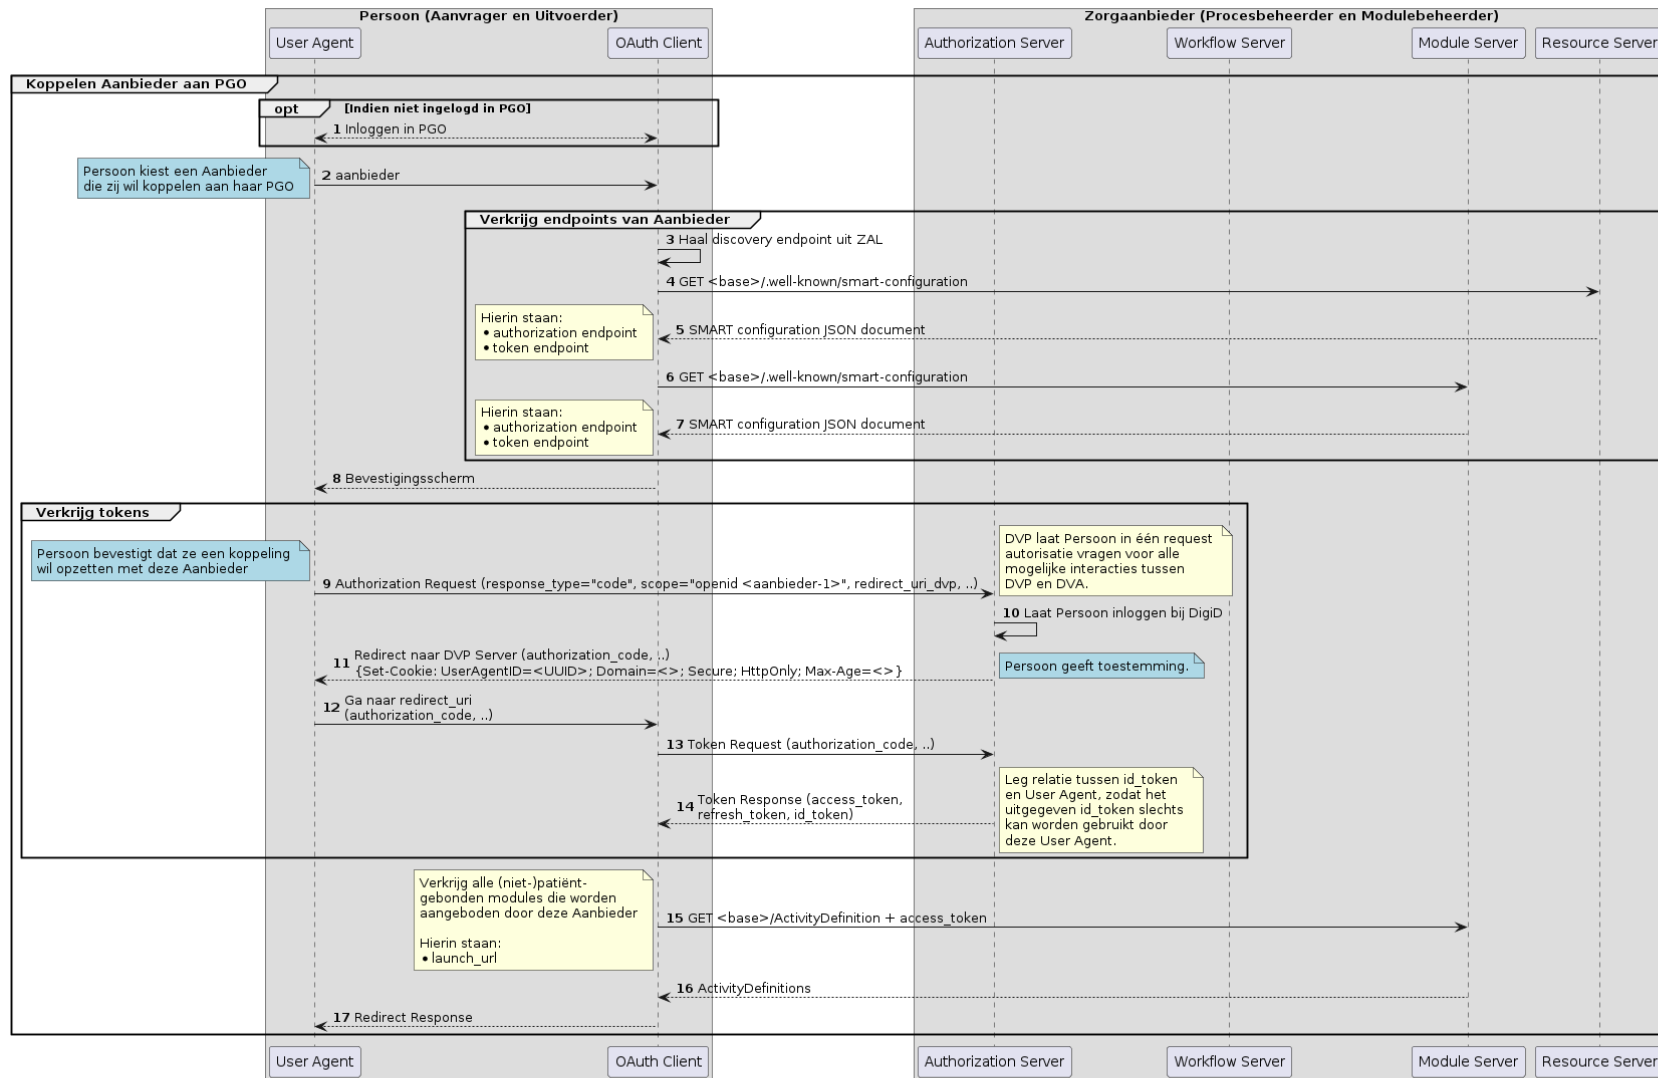 Persoon (Aanvrager en Uitvoerder)
Zorgaanbieder (Procesbeheerder en Modulebeheerder)
User Agent
OAuth Client
Authorization Server
Workflow Server
Module Server
Resource Server
Koppelen Aanbieder aan PGO
opt
[Indien niet ingelogd in PGO]
1 Inloggen in PGO
Persoon kiest een Aanbieder
die zij wil koppelen aan haar PGO
2 aanbieder
Verkrijg endpoints van Aanbieder
3 Haal discovery endpoint uit ZAL
4 GET <base>/.well-known/smart-configuration
Hierin staan:
• authorization endpoint
• token endpoint
5 SMART configuration JSON document
6 GET <base>/.well-known/smart-configuration
Hierin staan:
• authorization endpoint
• token endpoint
7 SMART configuration JSON document
8 Bevestigingsscherm
Verkrijg tokens
Persoon bevestigt dat ze een koppeling
wil opzetten met deze Aanbieder
9 Authorization Request (response_type="code", scope="openid <aanbieder-1>", redirect_uri_dvp, ..)
DVP laat Persoon in één request
autorisatie vragen voor alle
mogelijke interacties tussen
DVP en DVA.
10 Laat Persoon inloggen bij DigiD
11 Redirect naar DVP Server (authorization_code, ..)
{Set-Cookie: UserAgentID=<UUID>; Domain=<>; Secure; HttpOnly; Max-Age=<>}
Persoon geeft toestemming.
12 Ga naar redirect_uri
(authorization_code, ..)
13 Token Request (authorization_code, ..)
14 Token Response (access_token,
refresh_token, id_token)
Leg relatie tussen id_token
en User Agent, zodat het
uitgegeven id_token slechts
kan worden gebruikt door
deze User Agent.
Verkrijg alle (niet-)patiënt-
gebonden modules die worden
aangeboden door deze Aanbieder
Hierin staan:
• launch_url
15 GET <base>/ActivityDefinition + access_token
16 ActivityDefinitions
17 Redirect Response
User Agent
OAuth Client
Authorization Server
Workflow Server
Module Server
Resource Server